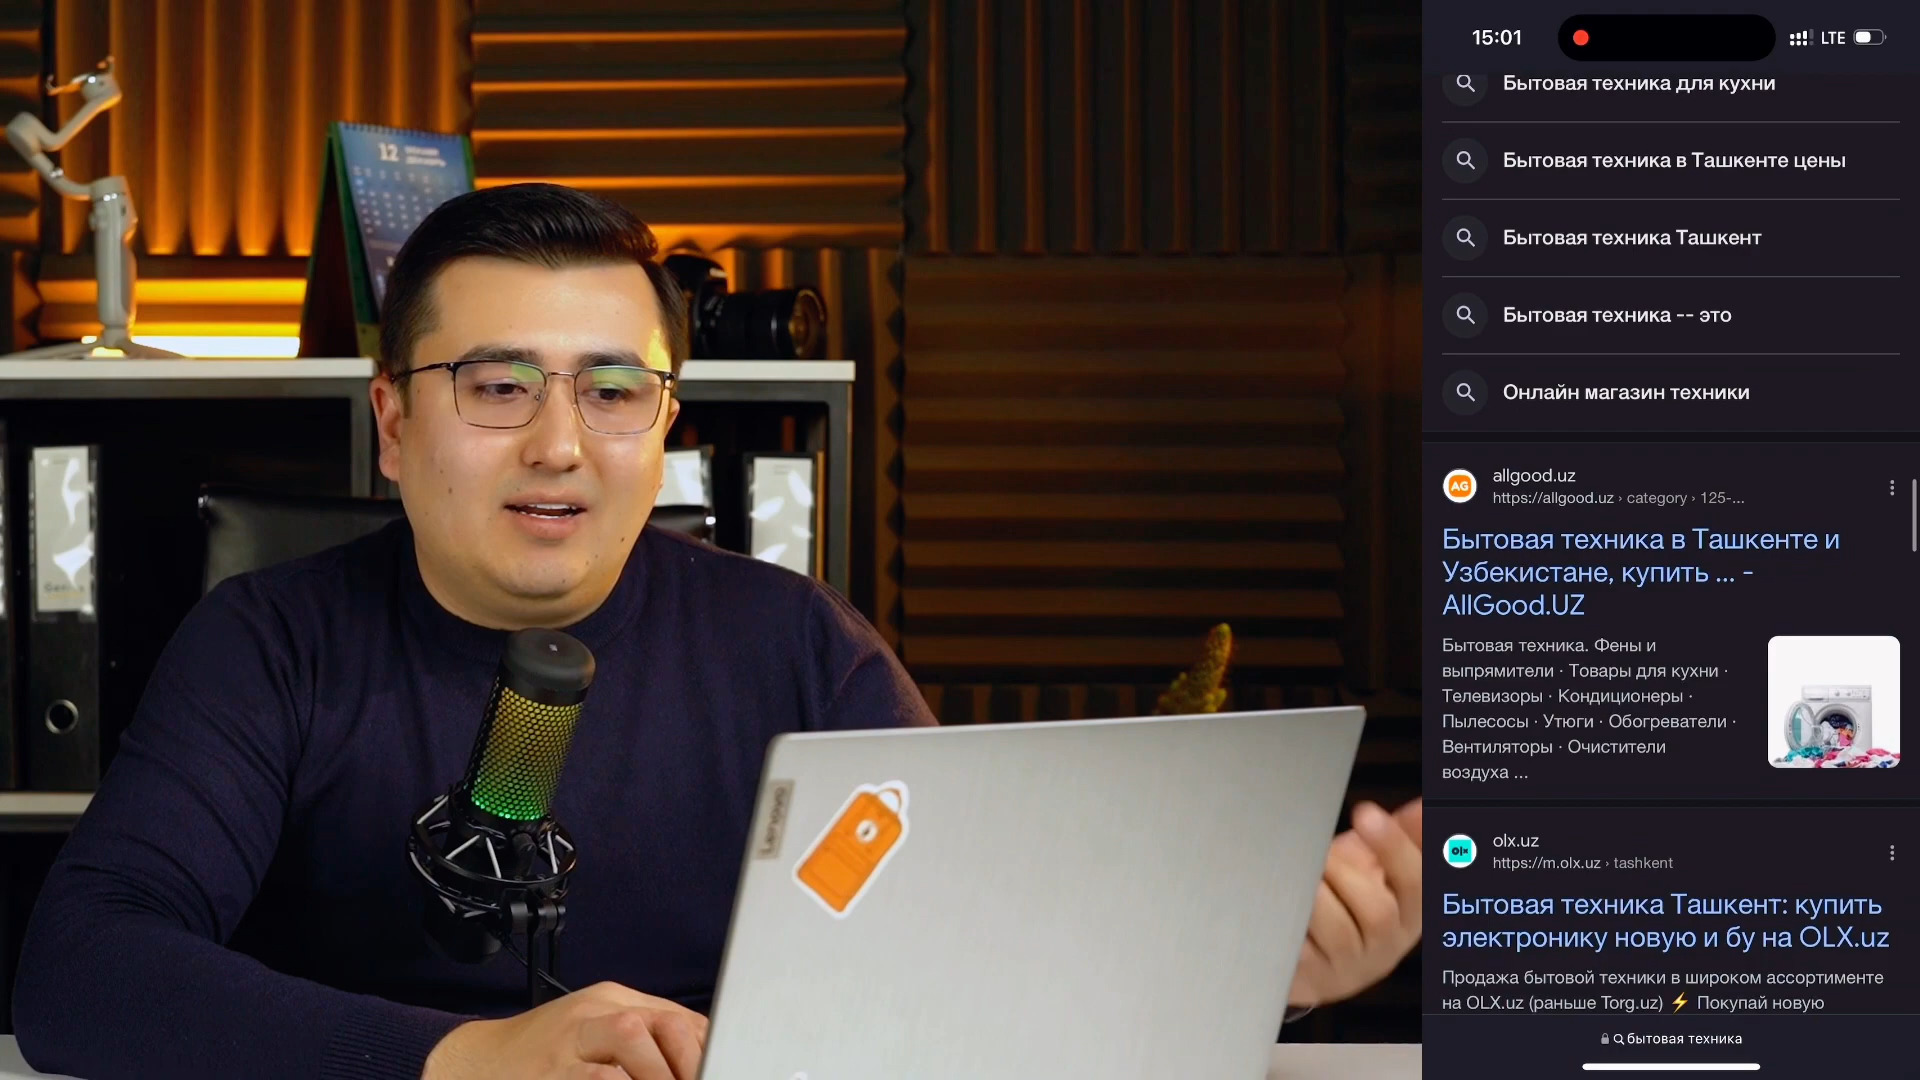 15:01
LTE
Бытовая техника для кухни
Бытовая техника в Ташкенте цены
Бытовая техника Ташкент
Бытовая техника -- это
Онлайн магазин техники
AG
allgood.uz
https://allgood.uz › category › 125-...
Бытовая техника в Ташкенте и
Узбекистане, купить ... -
AllGood.UZ
Бытовая техника. Фены и
выпрямители · Товары для кухни ·
Телевизоры · Кондиционеры ·
Пылесосы · Утюги · Обогреватели ·
Вентиляторы · Очистители
воздуха ...
olx
olx.uz
https://m.olx.uz › tashkent
Бытовая техника Ташкент: купить
электронику новую и бу на OLX.uz
Продажа бытовой техники в широком ассортименте
на OLX.uz (раньше Torg.uz) ⚡ Покупай новую
бытовая техника
12
Lenovo